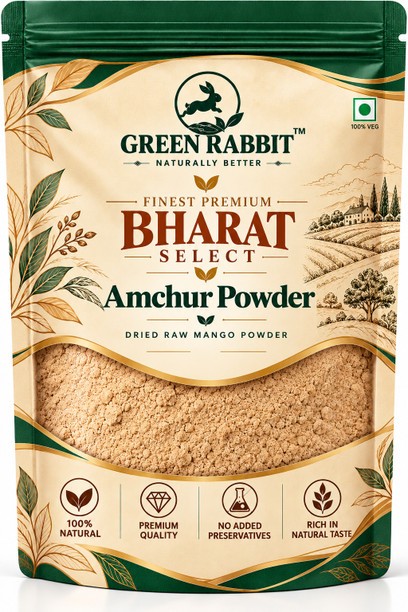 GREEN RABBIT™
NATURALLY BETTER
100% VEG
FINEST PREMIUM
BHARAT
SELECT
Amchur Powder
DRIED RAW MANGO POWDER
100%
NATURAL
PREMIUM
QUALITY
NO ADDED
PRESERVATIVES
RICH IN
NATURAL TASTE